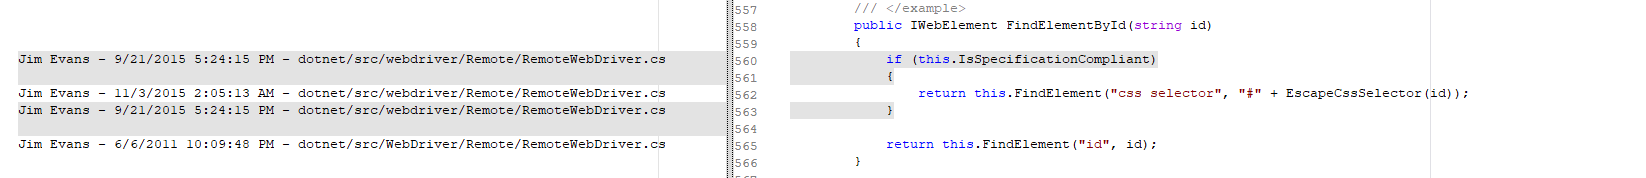 557 /// </example>
558 public IWebElement FindElementById(string id)
559 {
Jim Evans - 9/21/2015 5:24:15 PM - dotnet/src/webdriver/Remote/RemoteWebDriver.cs 560 if (this.IsSpecificationCompliant)
561 {
Jim Evans - 11/3/2015 2:05:13 AM - dotnet/src/webdriver/Remote/RemoteWebDriver.cs 562 return this.FindElement("css selector", "#" + EscapeCssSelector(id));
Jim Evans - 9/21/2015 5:24:15 PM - dotnet/src/webdriver/Remote/RemoteWebDriver.cs 563 }
564
Jim Evans - 6/6/2011 10:09:48 PM - dotnet/src/WebDriver/Remote/RemoteWebDriver.cs 565 return this.FindElement("id", id);
566 }